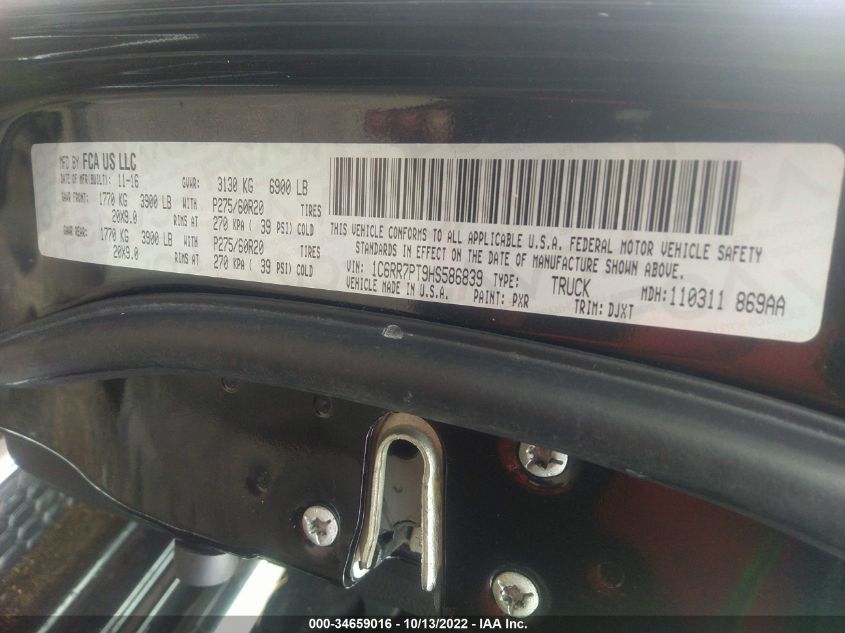 MFD BY FCA US LLC
DATE OF MFR(BUILT): 11-16 GVWR: 3130 KG 6900 LB
GAWR FRONT: 1770 KG 3900 LB WITH P275/60R20 TIRES
20X9.0 RIMS AT 270 KPA ( 39 PSI) COLD
GAWR REAR: 1770 KG 3900 LB WITH P275/60R20 TIRES
20X9.0 RIMS AT 270 KPA ( 39 PSI) COLD
THIS VEHICLE CONFORMS TO ALL APPLICABLE U.S.A. FEDERAL MOTOR VEHICLE SAFETY
STANDARDS IN EFFECT ON THE DATE OF MANUFACTURE SHOWN ABOVE.
VIN: 1C6RR7PT9HS586839 TYPE: TRUCK MDH: 110311 869AA
VEHICLE MADE IN U.S.A. PAINT: PXR TRIM: DJXT
000-34659016 - 10/13/2022 - IAA Inc.